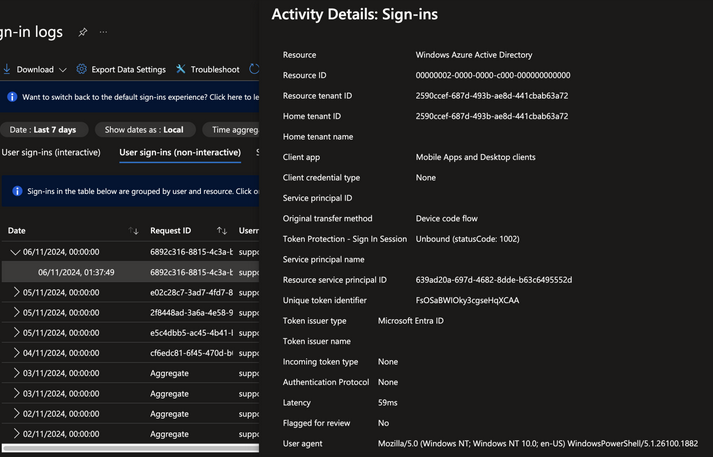 gn-in logs
Download
Export Data Settings
Troubleshoot
Want to switch back to the default sign-ins experience? Click here to le
Date : Last 7 days
Show dates as : Local
Time aggrega
User sign-ins (interactive)
User sign-ins (non-interactive)
S
Sign-ins in the table below are grouped by user and resource. Click o
Date
Request ID
Usern
06/11/2024, 00:00:00 6892c316-8815-4c3a-b suppo
06/11/2024, 01:37:49 6892c316-8815-4c3a-b suppo
05/11/2024, 00:00:00 e02c28c7-3ad7-4fd7-8 suppo
05/11/2024, 00:00:00 2f8448ad-3a6a-4e58-9 suppo
05/11/2024, 00:00:00 e5c4dbb5-ac45-4b41-b suppo
04/11/2024, 00:00:00 cf6edc81-6f45-470d-b0 suppo
03/11/2024, 00:00:00 Aggregate suppo
03/11/2024, 00:00:00 Aggregate suppo
02/11/2024, 00:00:00 Aggregate suppo
02/11/2024, 00:00:00 Aggregate suppo
Activity Details: Sign-ins
Resource Windows Azure Active Directory
Resource ID 00000002-0000-0000-c000-000000000000
Resource tenant ID 2590ccef-687d-493b-ae8d-441cbab63a72
Home tenant ID 2590ccef-687d-493b-ae8d-441cbab63a72
Home tenant name
Client app Mobile Apps and Desktop clients
Client credential type None
Service principal ID
Original transfer method Device code flow
Token Protection - Sign In Session Unbound (statusCode: 1002)
Service principal name
Resource service principal ID 639ad20a-697d-4682-8dde-b63c6495552d
Unique token identifier FsOSaBWIOky3cgseHqXCAA
Token issuer type Microsoft Entra ID
Token issuer name
Incoming token type None
Authentication Protocol None
Latency 59ms
Flagged for review No
User agent Mozilla/5.0 (Windows NT; Windows NT 10.0; en-US) WindowsPowerShell/5.1.26100.1882